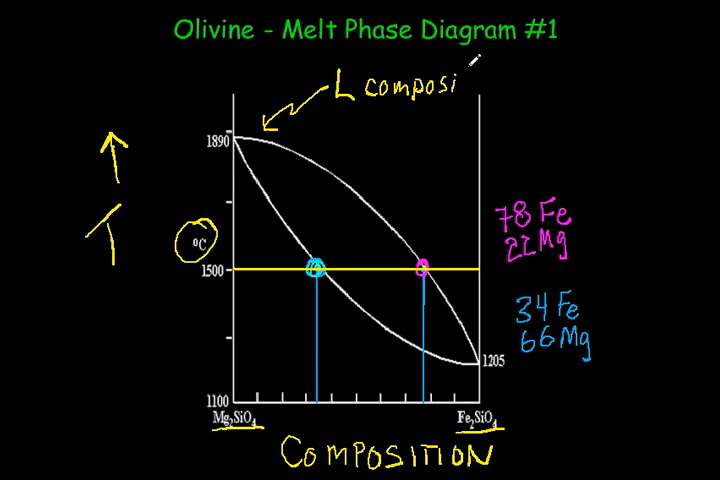 Olivine - Melt Phase Diagram #1
L composi
1890
T
°C
78 Fe
22 Mg
1500
34 Fe
66 Mg
1205
1100
Mg₂SiO₄
Fe₂SiO₄
COMPOSITION